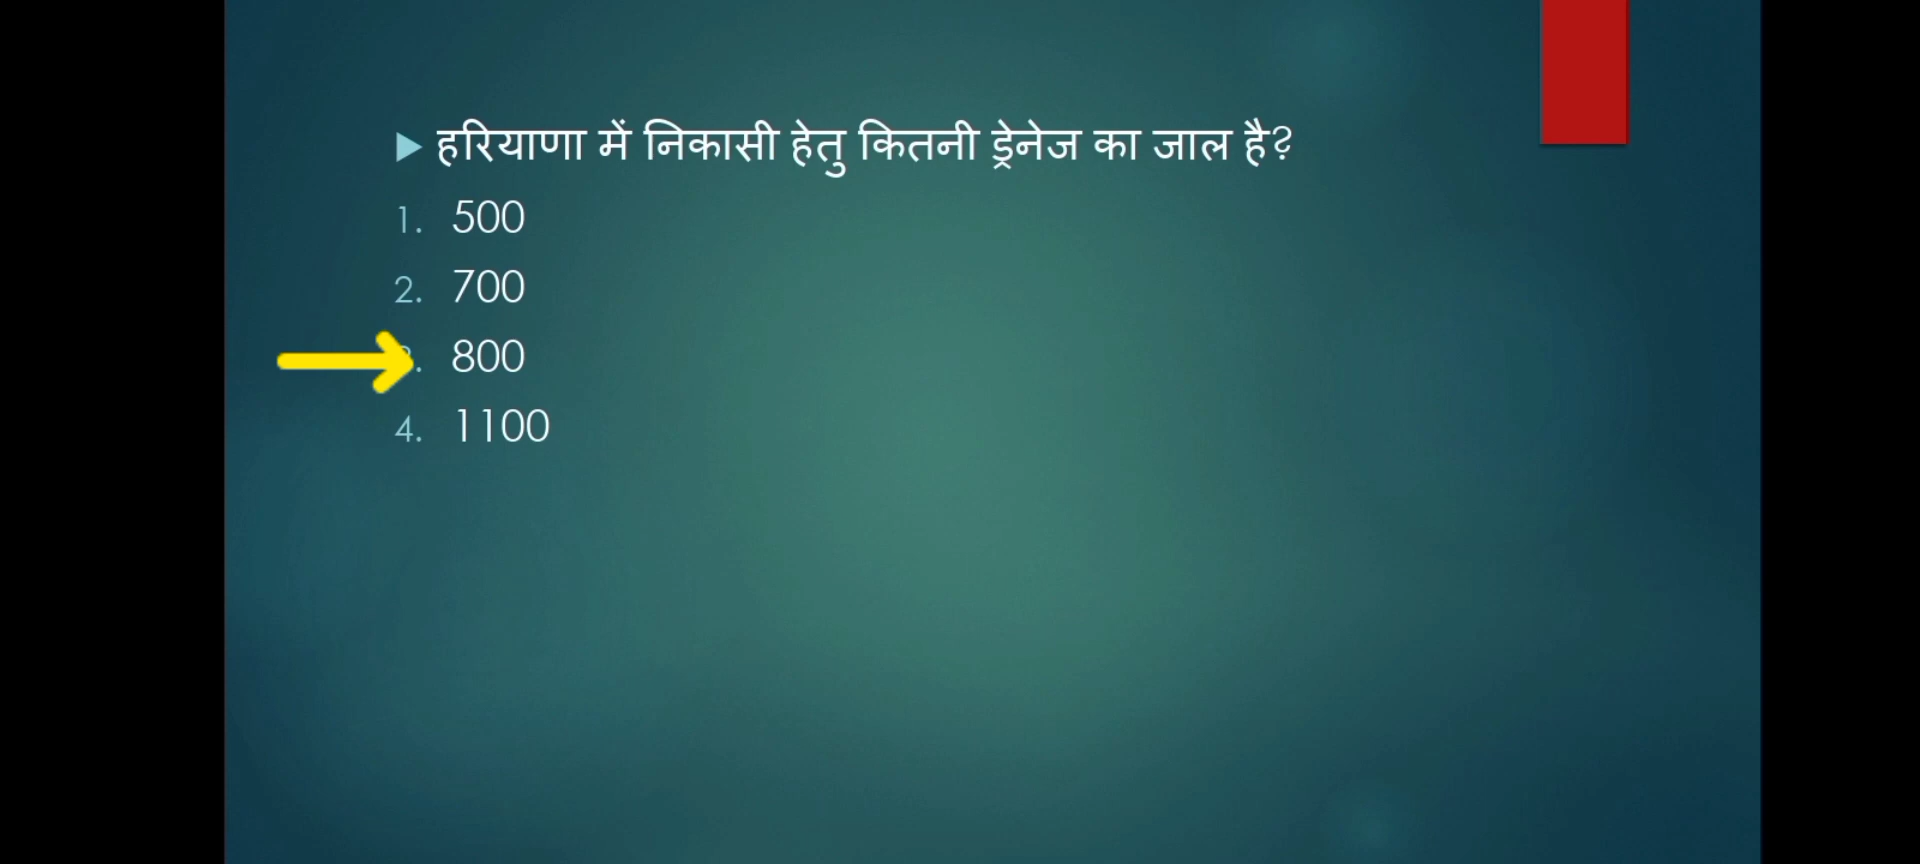 हरियाणा में निकासी हेतु कितनी ड्रेनेज का जाल है?
1. 500
2. 700
. 800
4. 1100